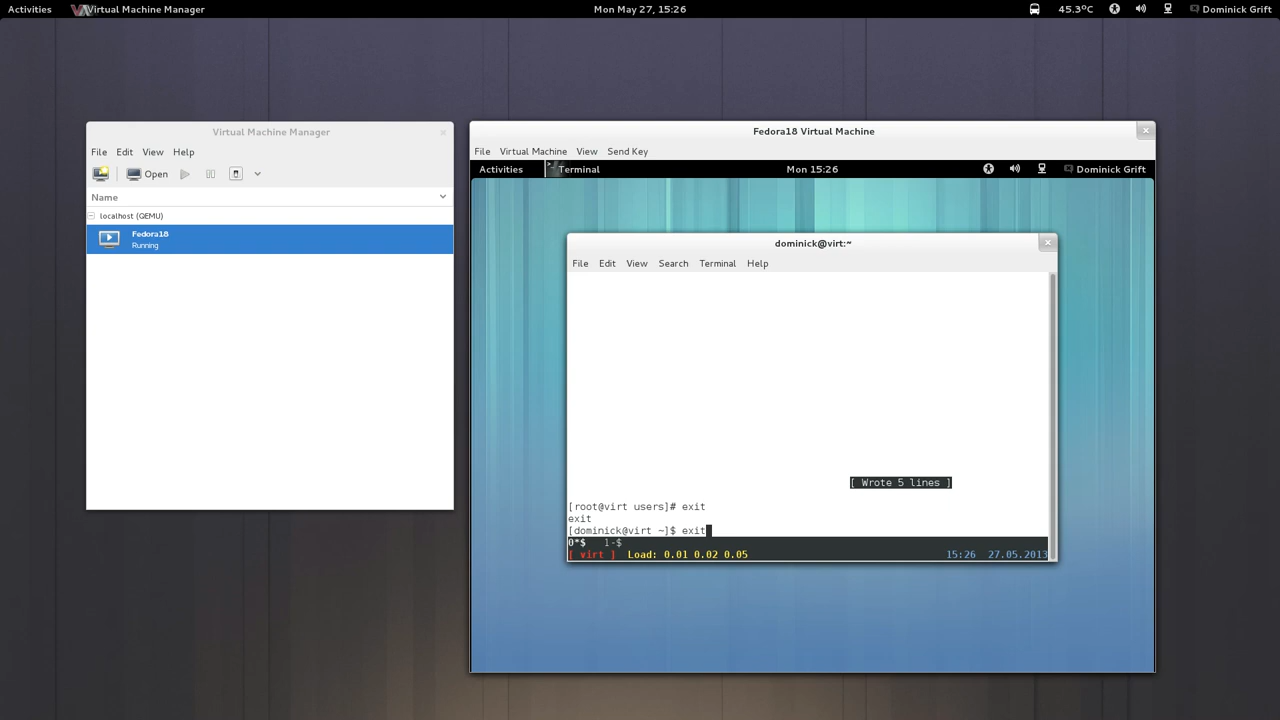 Activities Virtual Machine Manager Mon May 27, 15:26 45.3°C Dominick Grift
Virtual Machine Manager
File Edit View Help
Open
Name
localhost (QEMU)
Fedora18
Running
Fedora18 Virtual Machine
File Virtual Machine View Send Key
Activities Terminal Mon 15:26 Dominick Grift
dominick@virt:~
File Edit View Search Terminal Help
[ Wrote 5 lines ]
[root@virt users]# exit
exit
[dominick@virt ~]$ exit
0*$ 1-$
[ virt ] Load: 0.01 0.02 0.05 15:26 27.05.2013